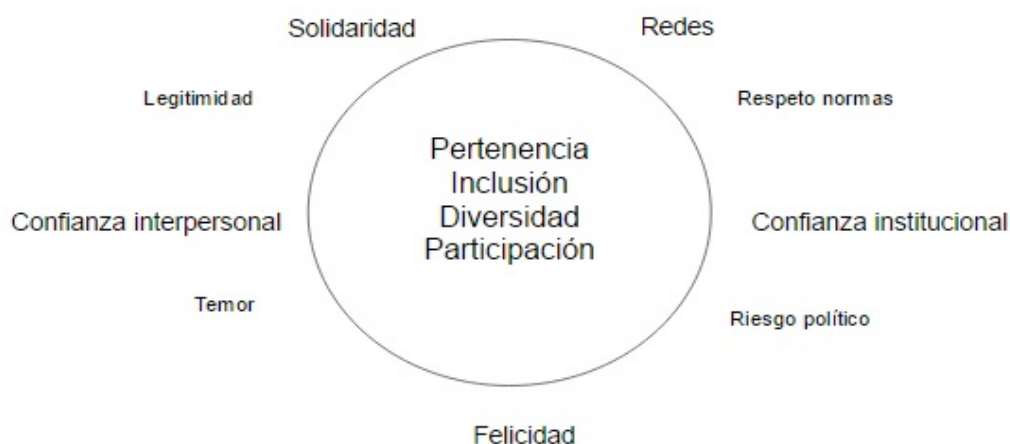 Solidaridad
Redes
Legitimidad
Respeto normas
Pertenencia
Inclusión
Diversidad
Participación
Confianza interpersonal
Confianza institucional
Temor
Riesgo político
Felicidad